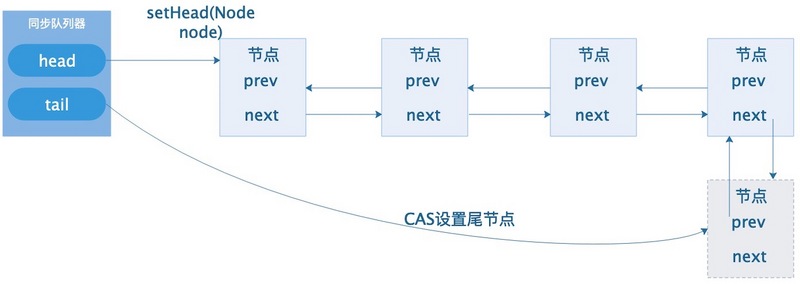 同步队列器
head
tail
setHead(Node
node)
节点
prev
next
节点
prev
next
节点
prev
next
节点
prev
next
CAS设置尾节点
节点
prev
next